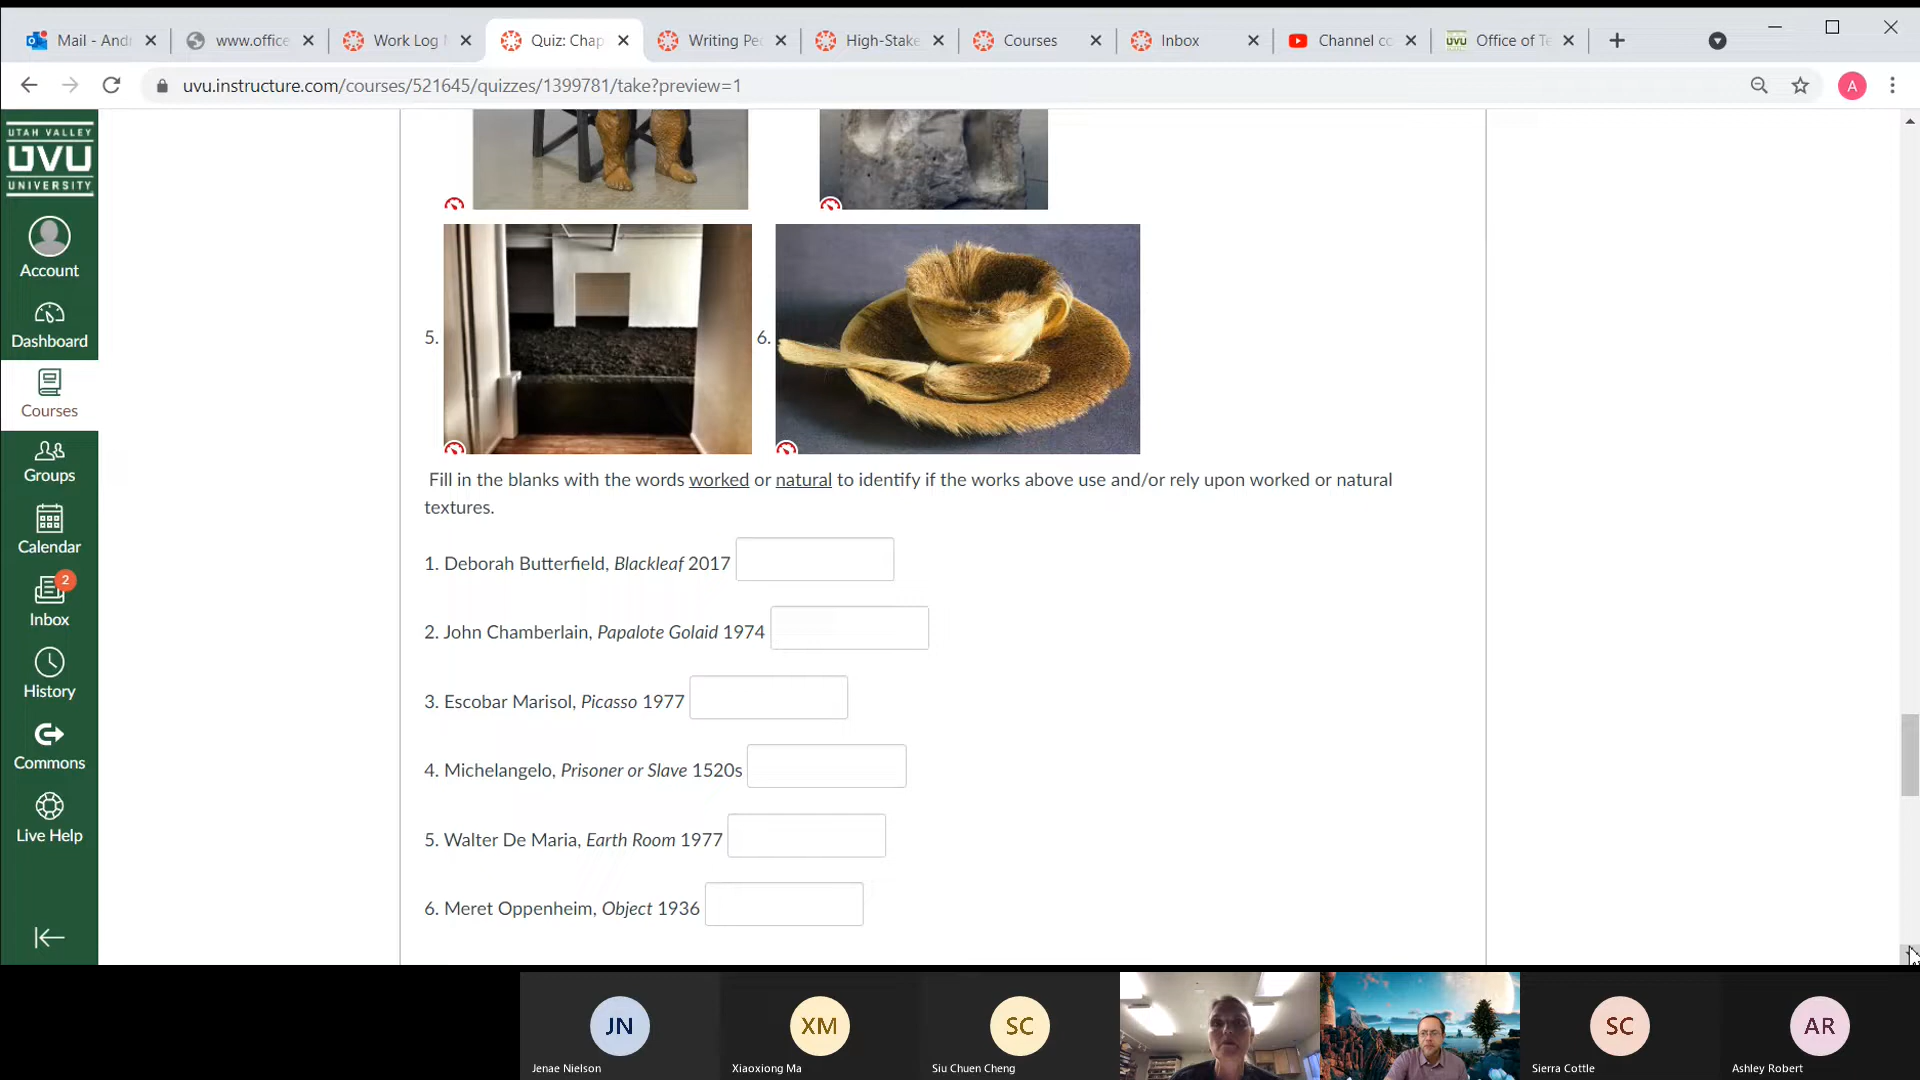 Mail - And
www.office
Work Log
Quiz: Chap
Writing Pe
High-Stake
Courses
Inbox
Channel co
UVU
Office of Te
uvu.instructure.com/courses/521645/quizzes/1399781/take?preview=1
A
UTAH VALLEY
UVU
UNIVERSITY
Account
Dashboard
Courses
Groups
Calendar
2
Inbox
History
Commons
Live Help
5.
6.
Fill in the blanks with the words worked or natural to identify if the works above use and/or rely upon worked or natural
textures.
1. Deborah Butterfield, Blackleaf 2017
2. John Chamberlain, Papalote Golaid 1974
3. Escobar Marisol, Picasso 1977
4. Michelangelo, Prisoner or Slave 1520s
5. Walter De Maria, Earth Room 1977
6. Meret Oppenheim, Object 1936
JN
XM
SC
SC
AR
Jenae Nielson
Xiaoxiong Ma
Siu Chuen Cheng
Sierra Cottle
Ashley Robert